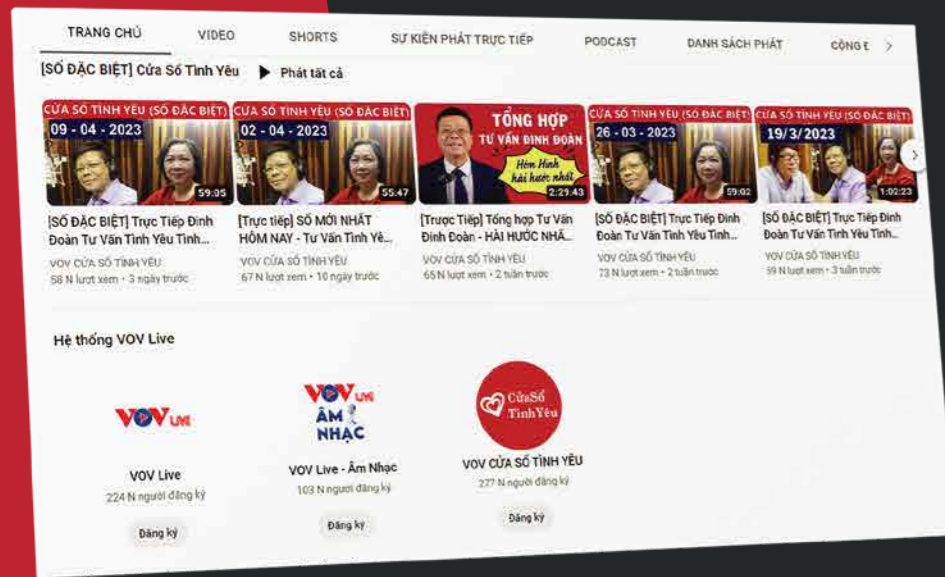 TRANG CHỦ VIDEO SHORTS SỰ KIỆN PHÁT TRỰC TIẾP PODCAST DANH SÁCH PHÁT CỘNG Đ
[SỐ ĐẶC BIỆT] Cửa Sổ Tình Yêu Phát tất cả
CỬA SỔ TÌNH YÊU (SỐ ĐẶC BIỆT)
09 - 04 - 2023
59:05
CỬA SỔ TÌNH YÊU (SỐ ĐẶC BIỆT)
02 - 04 - 2023
55:47
TỔNG HỢP
TƯ VẤN ĐINH ĐOÀN
Hóm Hỉnh
hài hước nhất
2:29:43
CỬA SỔ TÌNH YÊU (SỐ ĐẶC BIỆT)
26 - 03 - 2023
59:02
CỬA SỔ TÌNH YÊU (SỐ ĐẶC BIỆT)
19/3/2023
1:02:23
[SỐ ĐẶC BIỆT] Trực Tiếp Đinh
Đoàn Tư Vấn Tình Yêu Tình...
VOV CỬA SỔ TÌNH YÊU
58 N lượt xem • 3 ngày trước
[Trực tiếp] SỐ MỚI NHẤT
HÔM NAY - Tư Vấn Tình Yê...
VOV CỬA SỔ TÌNH YÊU
67 N lượt xem • 10 ngày trước
[Trược Tiếp] Tổng hợp Tư Vấn
Đinh Đoàn - HÀI HƯỚC NHẤ...
VOV CỬA SỔ TÌNH YÊU
65 N lượt xem • 2 tuần trước
[SỐ ĐẶC BIỆT] Trực Tiếp Đinh
Đoàn Tư Vấn Tình Yêu Tình...
VOV CỬA SỔ TÌNH YÊU
73 N lượt xem • 2 tuần trước
[SỐ ĐẶC BIỆT] Trực Tiếp Đinh
Đoàn Tư Vấn Tình Yêu Tình...
VOV CỬA SỔ TÌNH YÊU
59 N lượt xem • 3 tuần trước
Hệ thống VOV Live
VOV LIVE
VOV Live
224 N người đăng ký
Đăng ký
VOV LIVE
ÂM
NHẠC
VOV Live - Âm Nhạc
103 N người đăng ký
Đăng ký
Cửa Sổ
Tình Yêu
VOV CỬA SỔ TÌNH YÊU
277 N người đăng ký
Đăng ký